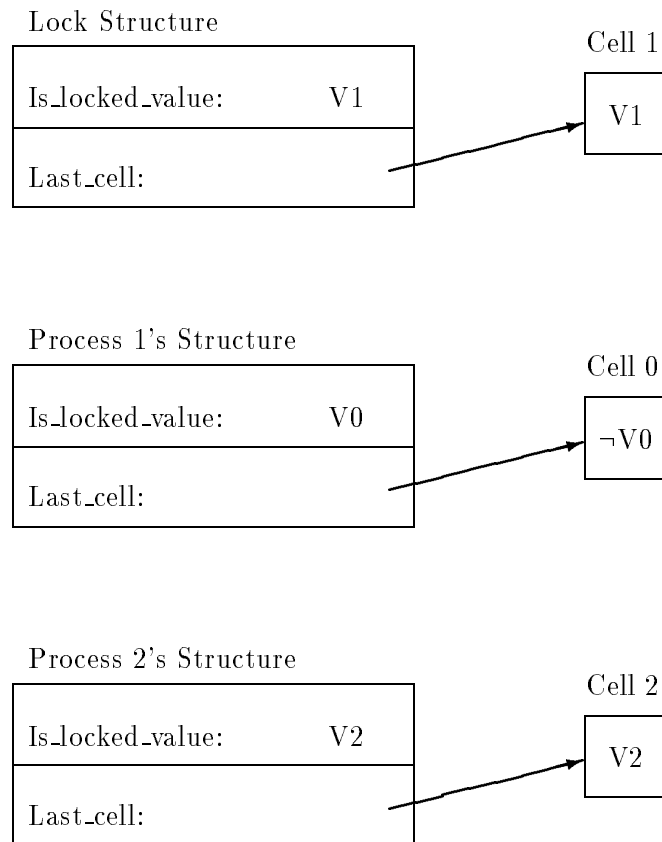 Lock Structure
Cell 1
Is_locked_value: V1
V1
Last_cell:
Process 1's Structure
Cell 0
Is_locked_value: V0
¬V0
Last_cell:
Process 2's Structure
Cell 2
Is_locked_value: V2
V2
Last_cell: